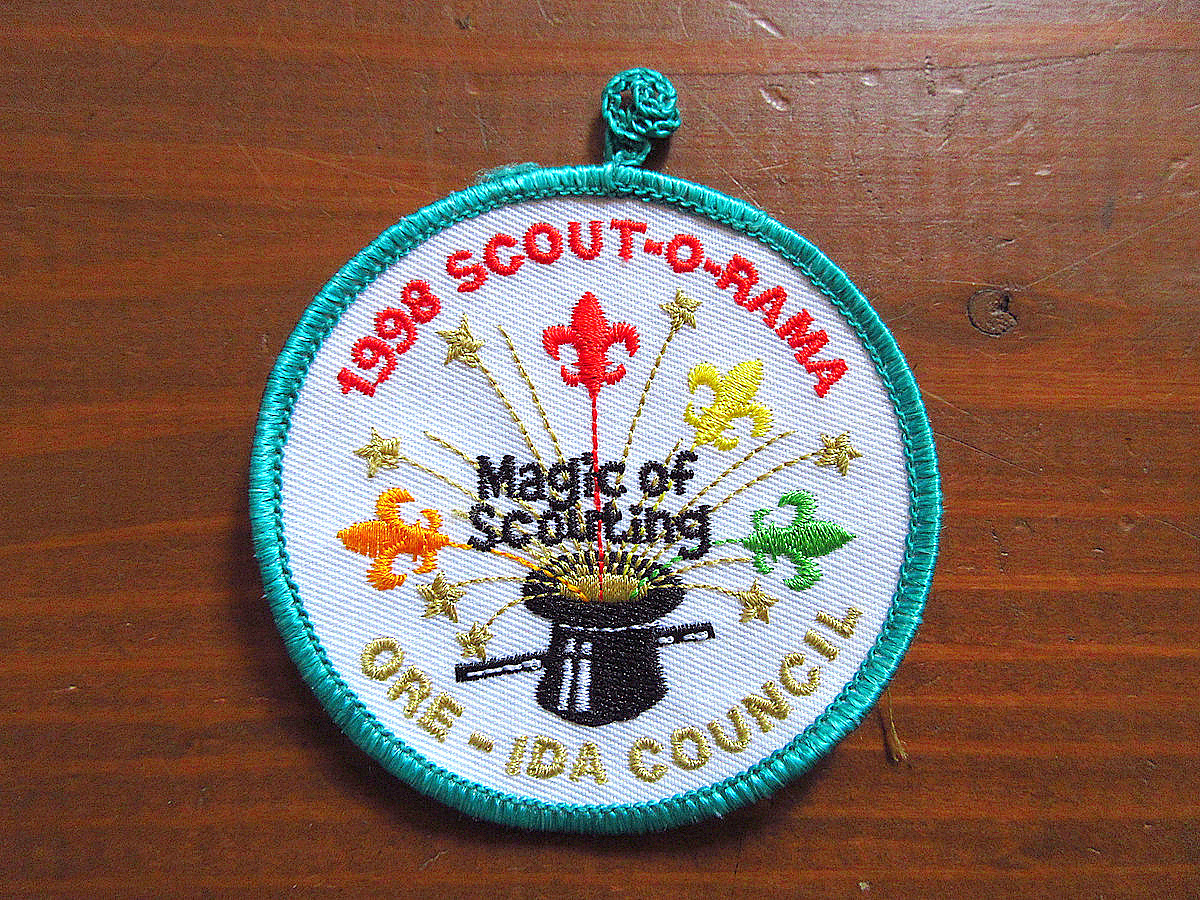 1998 SCOUT-O-RAMA
Magic of
Scouting
ORE-IDA COUNCIL